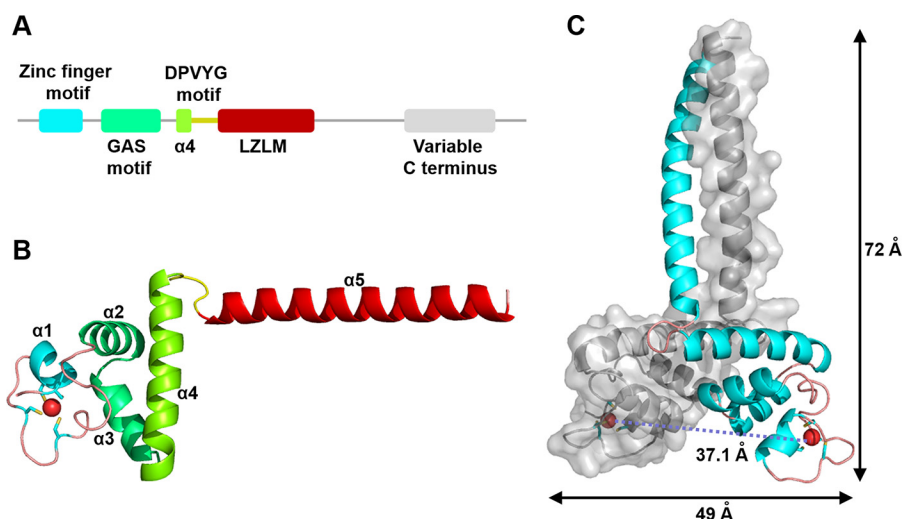 A
Zinc finger
motif
DPVYG
motif
GAS
motif
α4
LZLM
Variable
C terminus
B
α1
α2
α3
α4
α5
C
72 Å
37.1 Å
49 Å